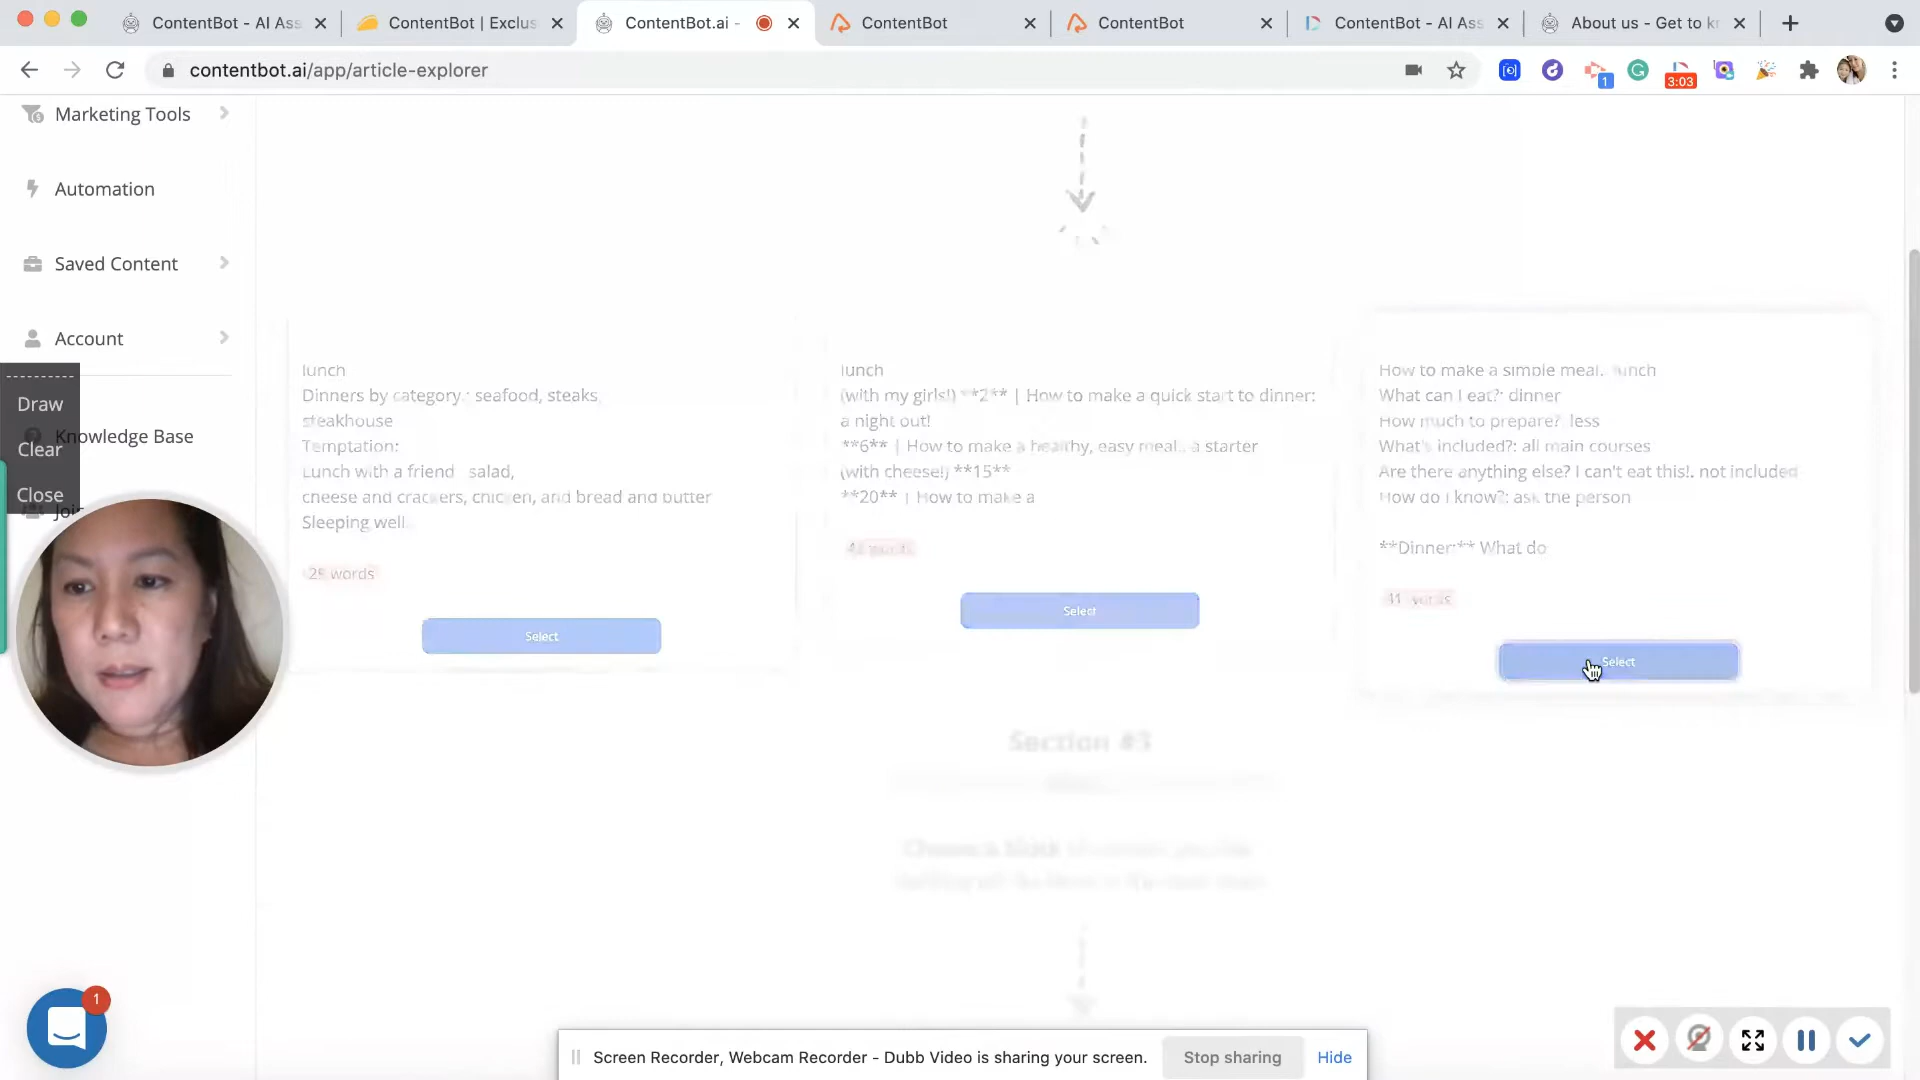 ContentBot - AI Ass
ContentBot | Exclus
ContentBot.ai -
ContentBot
ContentBot
ContentBot - AI Ass
About us - Get to k
contentbot.ai/app/article-explorer
1
3:03
Marketing Tools
Automation
Saved Content
Account
Draw
Knowledge Base
Clear
Close
Joi
lunch
Dinners by category.: seafood, steaks,
steakhouse
Temptation:
Lunch with a friend salad,
cheese and crackers, chicken, and bread and butter
Sleeping well.
words
Select
lunch
(with my girls!) **2** | How to make a quick start to dinner:
a night out!
**6** | How to make a healthy, easy meal.. a starter
(with cheese!) **15**
**20** | How to make a
words
Select
How to make a simple meal. lunch
What can I eat?: dinner
How much to prepare?: less
What's included?: all main courses
Are there anything else? I can't eat this!. not included
How do I know?: ask the person
**Dinner:** What do
41 words
Select
Section #3
1
Screen Recorder, Webcam Recorder - Dubb Video is sharing your screen.
Stop sharing
Hide